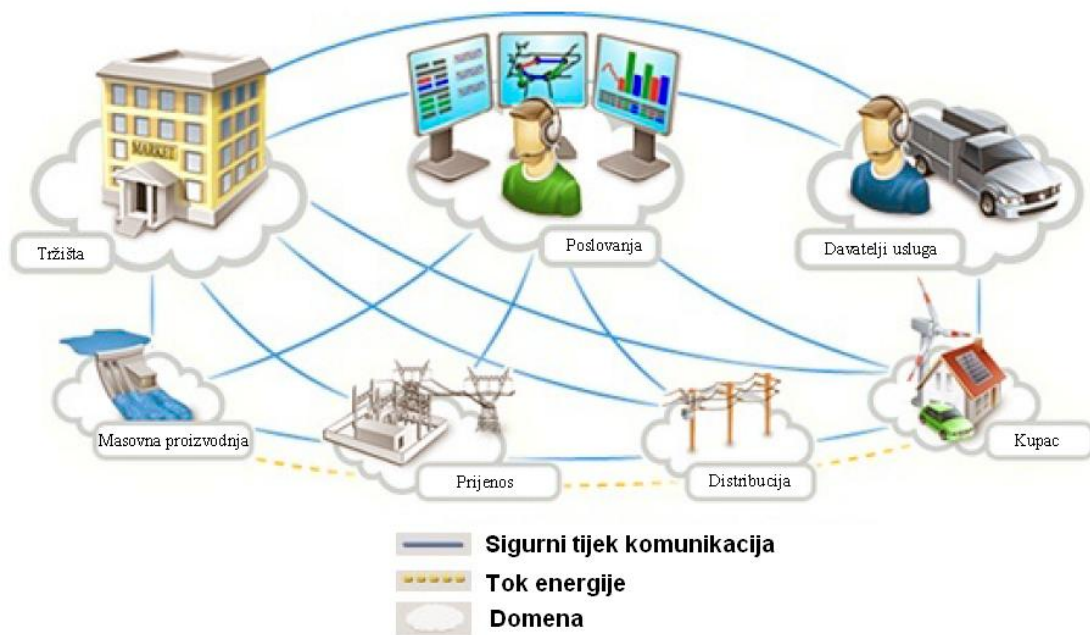 MARKET
Tržišta
Poslovanja
Davatelji usluga
Masovna proizvodnja
Prijenos
Distribucija
Kupac
Sigurni tijek komunikacija
Tok energije
Domena